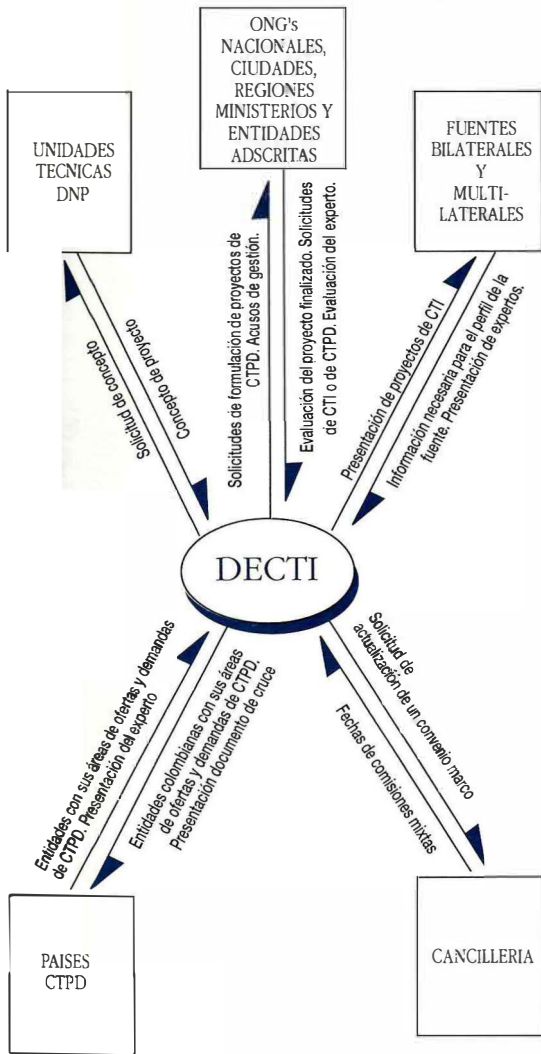 ONG's
NACIONALES,
CIUDADES,
REGIONES
MINISTERIOS Y
ENTIDADES
ADSCRITAS
UNIDADES
TECNICAS
DNP
FUENTES
BILATERALES
Y
MULTI-
LATERALES
Solicitud de concepto
Concepto de proyecto
Solicitudes de formulación de proyectos de
CTPD. Acusos de gestión.
Evaluación del proyecto finalizado. Solicitudes
de CTI o de CTPD. Evaluación del experto.
Presentación de proyectos de CTI
Información necesaria para el perfil de la
fuente. Presentación de expertos.
DECTI
Entidades con sus áreas de ofertas y demandas
de CTPD. Presentación del experto
Entidades colombianas con sus áreas
de ofertas y demandas de CTPD.
Presentación documento de cruce
Fechas de comisiones mixtas
Solicitud de
actualización de un convenio marco
PAISES
CTPD
CANCILLERIA